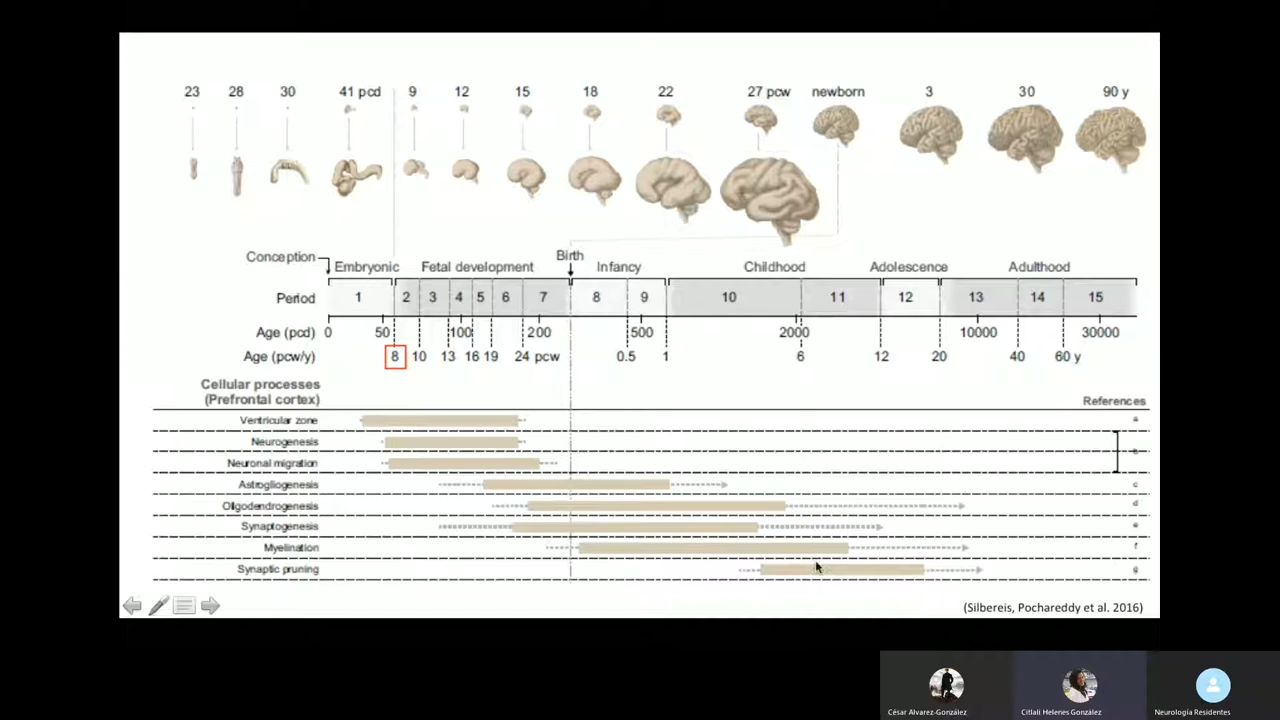 23 28 30 41 pcd 9 12 15 18 22 27 pcw newborn 3 30 90 y
Conception
Birth
Embryonic Fetal development Infancy Childhood Adolescence Adulthood
Period 1 2 3 4 5 6 7 8 9 10 11 12 13 14 15
Age (pcd) 0 50 100 200 500 2000 10000 30000
Age (pcw/y) 8 10 13 16 19 24 pcw 0.5 1 6 12 20 40 60 y
Cellular processes
(Prefrontal cortex)
References
Ventricular zone a
Neurogenesis
Neuronal migration b
Astrogliogenesis c
Oligodendrogenesis d
Synaptogenesis e
Myelination f
Synaptic pruning g
(Silbereis, Pochareddy et al. 2016)
César Alvarez-González
Citlali Helenes González
Neurología Residentes